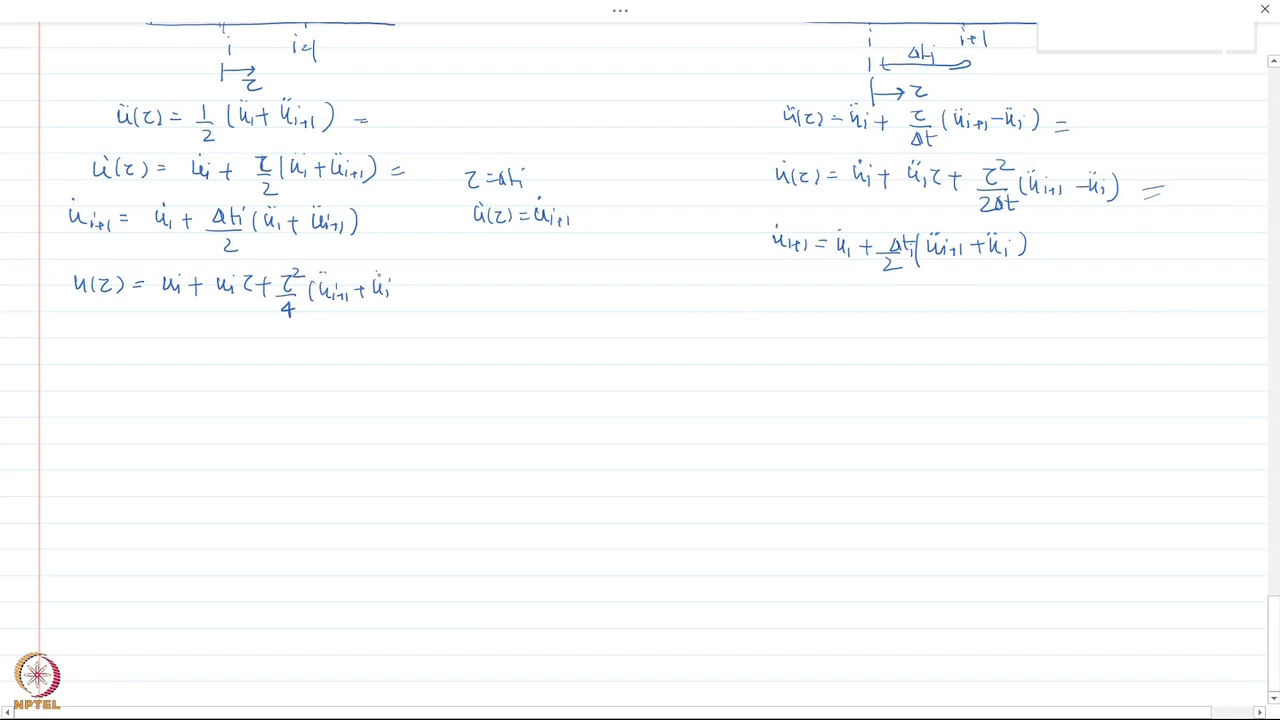 i
i+1
τ
ü(τ) = 1/2 (üi + üi+1) =
u̇(τ) = u̇i + τ/2 (üi + üi+1) =
u̇i+1 = u̇i + Δti/2 (üi + üi+1)
u(τ) = ui + u̇i τ + τ²/4 (üi+1 + üi
τ = Δti
u̇(τ) = u̇i+1
i
i+1
Δti
τ
ü(τ) = üi + τ/Δt (üi+1 - üi) =
u̇(τ) = u̇i + üi τ + τ²/2Δt (üi+1 - üi) =
u̇i+1 = u̇i + Δti/2 (üi+1 + üi)
NPTEL